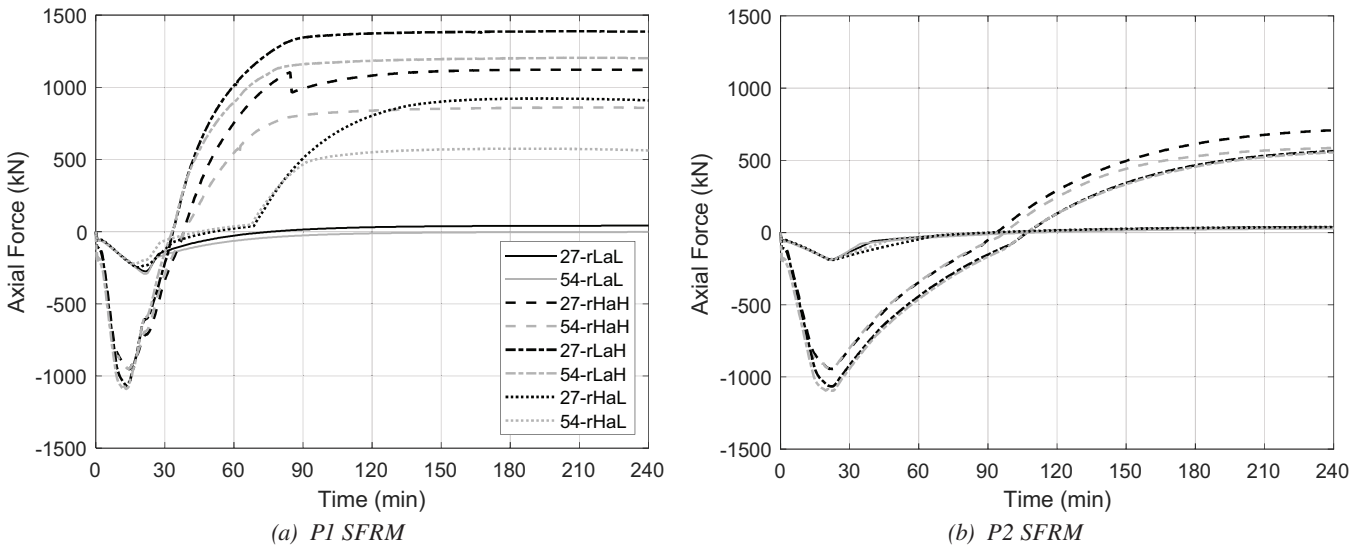 1500
1000
500
0
-500
-1000
-1500
Axial Force (kN)
27-rLaL
54-rLaL
27-rHaH
54-rHaH
27-rLaH
54-rLaH
27-rHaL
54-rHaL
0 30 60 90 120 150 180 210 240
Time (min)
(a) P1 SFRM
1500
1000
500
0
-500
-1000
-1500
Axial Force (kN)
0 30 60 90 120 150 180 210 240
Time (min)
(b) P2 SFRM